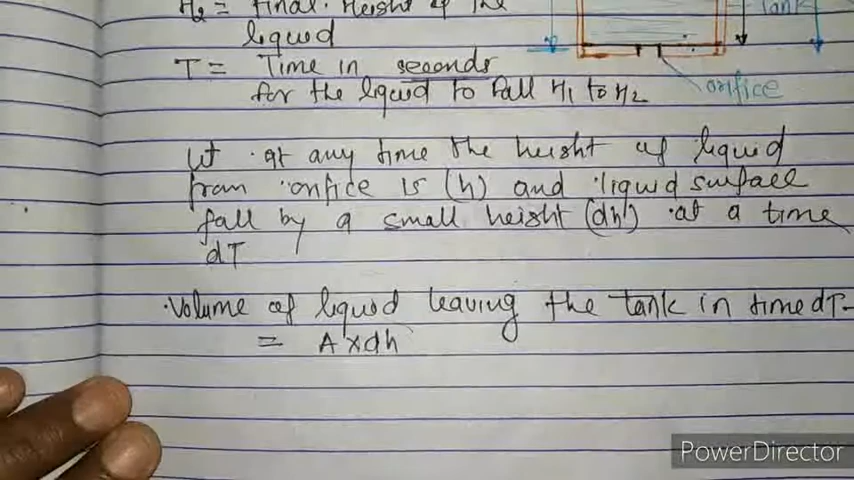 H2 = Final. Height of the
liquid
Tank
T = Time in seconds
for the liquid to fall H1 to H2
orifice
Let at any time the height of liquid
from orifice is (h) and liquid surface
fall by a small height (dh) at a time
dT
Volume of liquid leaving the tank in time dT-
= A x dh
PowerDirector